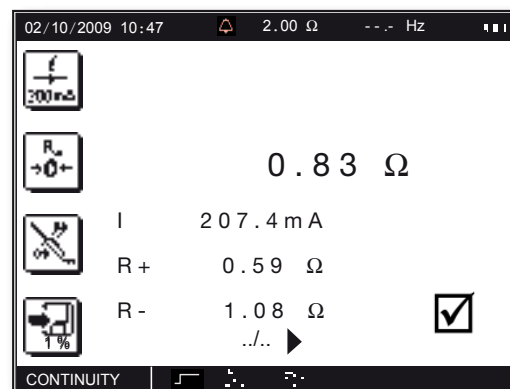 02/10/2009 10:47 2.00 Ω --.- Hz
200mA
R
→0←
0.83 Ω
I 207.4mA
R+ 0.59 Ω
R- 1.08 Ω
1%
../.. ▶
CONTINUITY